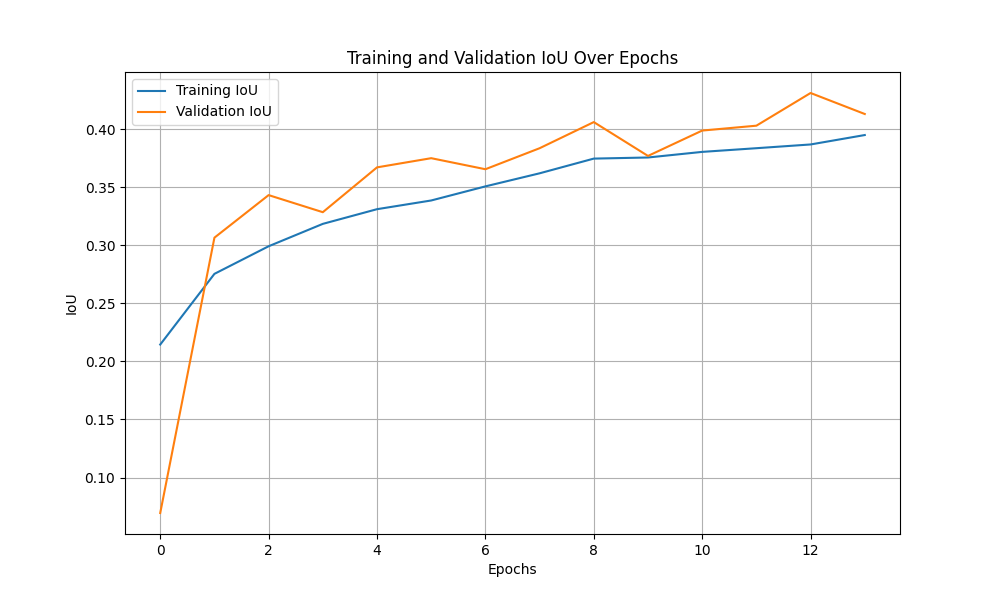 Training and Validation IoU Over Epochs
Training IoU
Validation IoU
0.40
0.35
0.30
0.25
0.20
0.15
0.10
IoU
0 2 4 6 8 10 12
Epochs